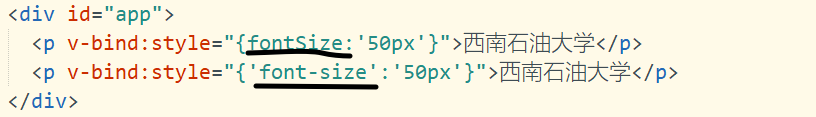 <div id="app">
<p v-bind:style="{fontSize:'50px'}">西南石油大学</p>
<p v-bind:style="{'font-size':'50px'}">西南石油大学</p>
</div>